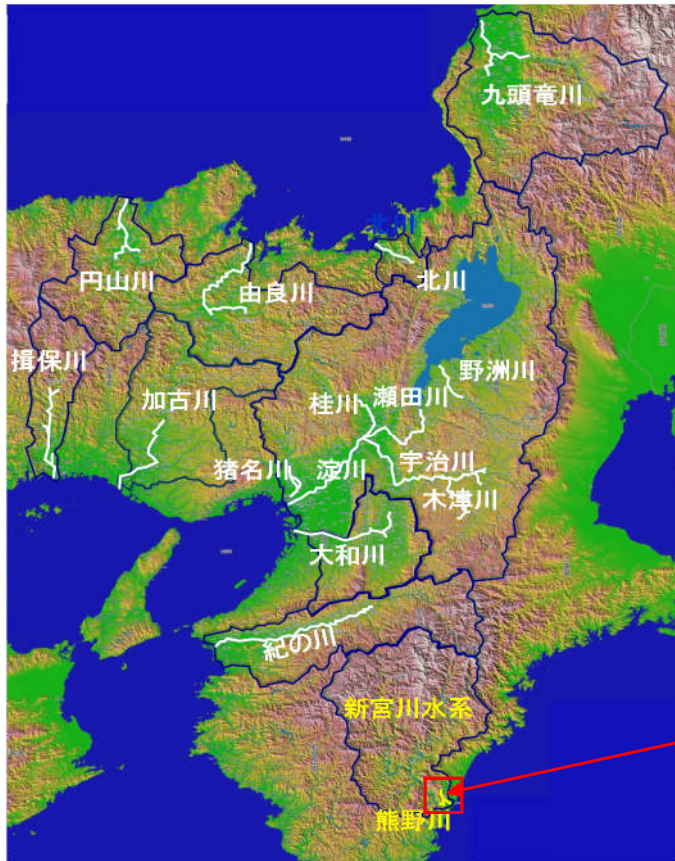 九頭竜川
北川
円山川
由良川
北川
揖保川
加古川
桂川
瀬田川
野洲川
猪名川
淀川
宇治川
木津川
大和川
紀の川
新宮川水系
熊野川